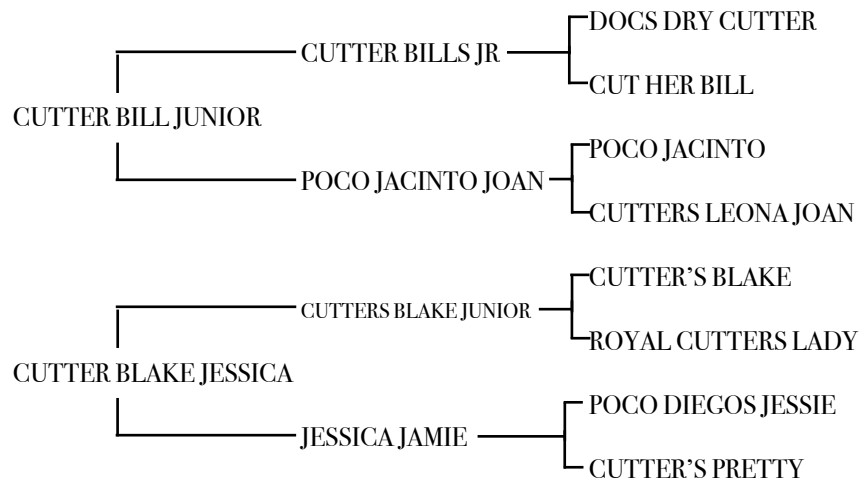 DOCS DRY CUTTER
CUTTER BILLS JR
CUT HER BILL
CUTTER BILL JUNIOR
POCO JACINTO
POCO JACINTO JOAN
CUTTERS LEONA JOAN
CUTTER’S BLAKE
CUTTERS BLAKE JUNIOR
ROYAL CUTTERS LADY
CUTTER BLAKE JESSICA
POCO DIEGOS JESSIE
JESSICA JAMIE
CUTTER’S PRETTY